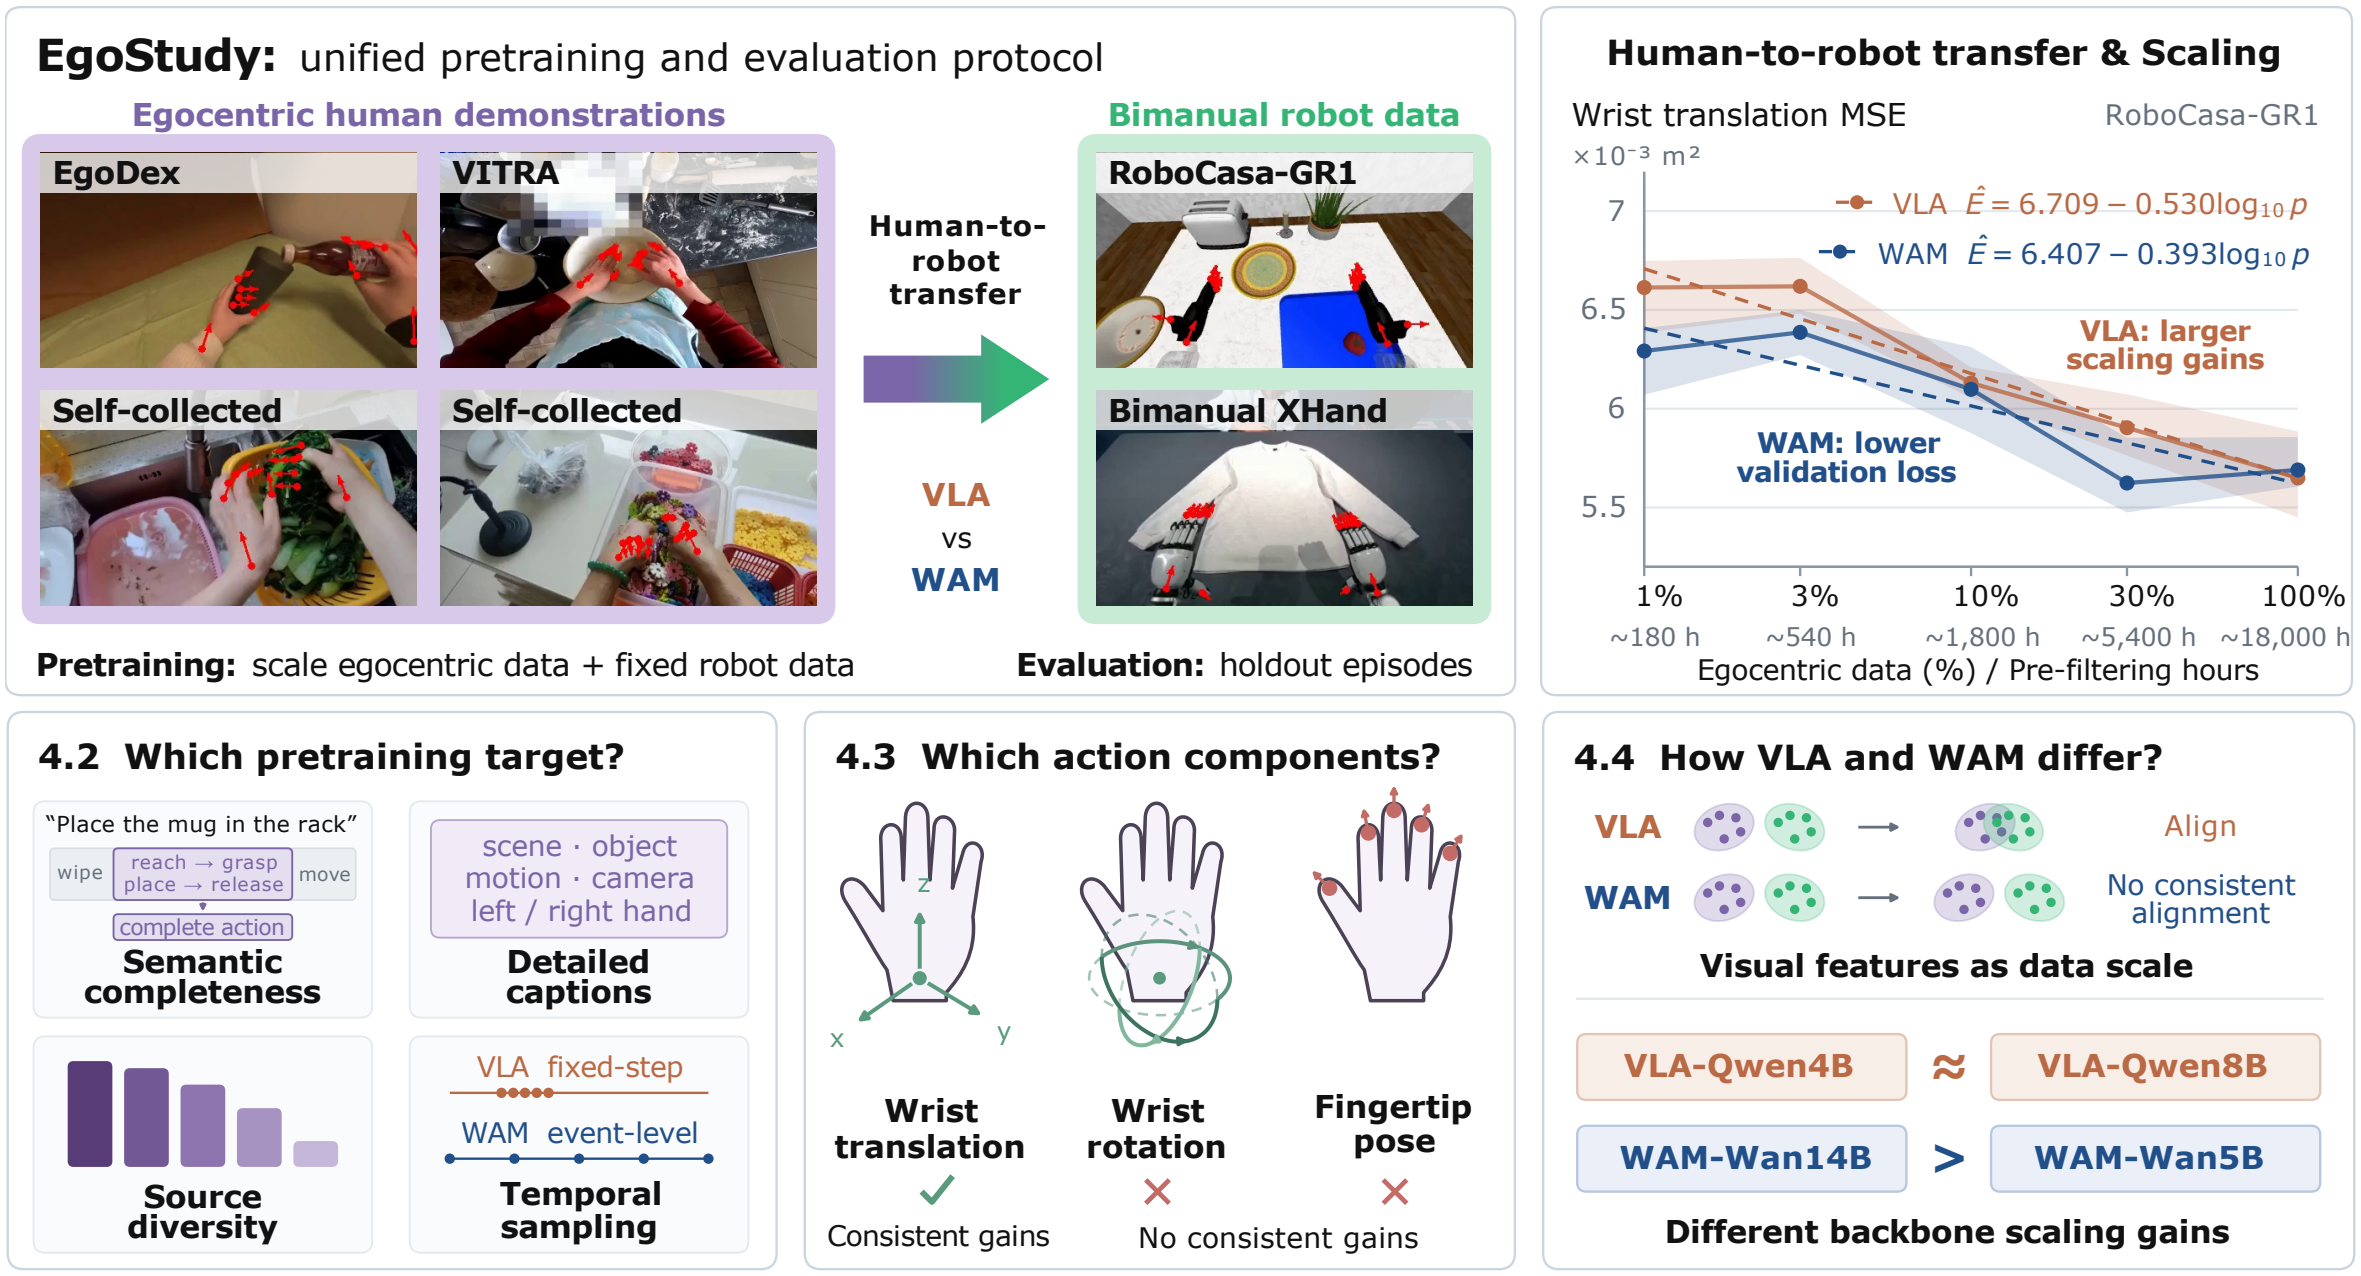 EgoStudy: unified pretraining and evaluation protocol
Egocentric human demonstrations
EgoDex
VITRA
Self-collected
Self-collected
Human-to-
robot
transfer
VLA
vs
WAM
Bimanual robot data
RoboCasa-GR1
Bimanual XHand
Pretraining: scale egocentric data + fixed robot data
Evaluation: holdout episodes
Human-to-robot transfer & Scaling
Wrist translation MSE
RoboCasa-GR1
×10⁻³ m²
VLA Ê = 6.709 − 0.530log₁₀ p
WAM Ê = 6.407 − 0.393log₁₀ p
7
6.5
6
5.5
VLA: larger
scaling gains
WAM: lower
validation loss
1% 3% 10% 30% 100%
~180 h ~540 h ~1,800 h ~5,400 h ~18,000 h
Egocentric data (%) / Pre-filtering hours
4.2 Which pretraining target?
“Place the mug in the rack”
wipe
reach → grasp
place → release
move
complete action
Semantic
completeness
scene · object
motion · camera
left / right hand
Detailed
captions
Source
diversity
VLA fixed-step
WAM event-level
Temporal
sampling
4.3 Which action components?
z
x
y
Wrist
translation
✓
Consistent gains
Wrist
rotation
✕
Fingertip
pose
✕
No consistent gains
4.4 How VLA and WAM differ?
VLA → Align
WAM → No consistent
alignment
Visual features as data scale
VLA-Qwen4B ≈ VLA-Qwen8B
WAM-Wan14B > WAM-Wan5B
Different backbone scaling gains